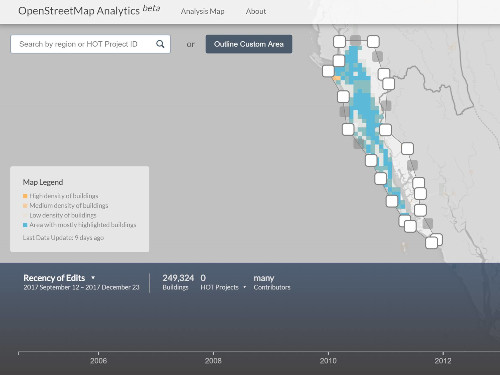 OpenStreetMap Analytics beta
Analysis Map
About
Search by region or HOT Project ID
or
Outline Custom Area
Map Legend
High density of buildings
Medium density of buildings
Low density of buildings
Area with mostly highlighted buildings
Last Data Update: 9 days ago
Recency of Edits ▾
2017 September 12 – 2017 December 23
249,324
Buildings
0
HOT Projects ▾
many
Contributors
2006
2008
2010
2012